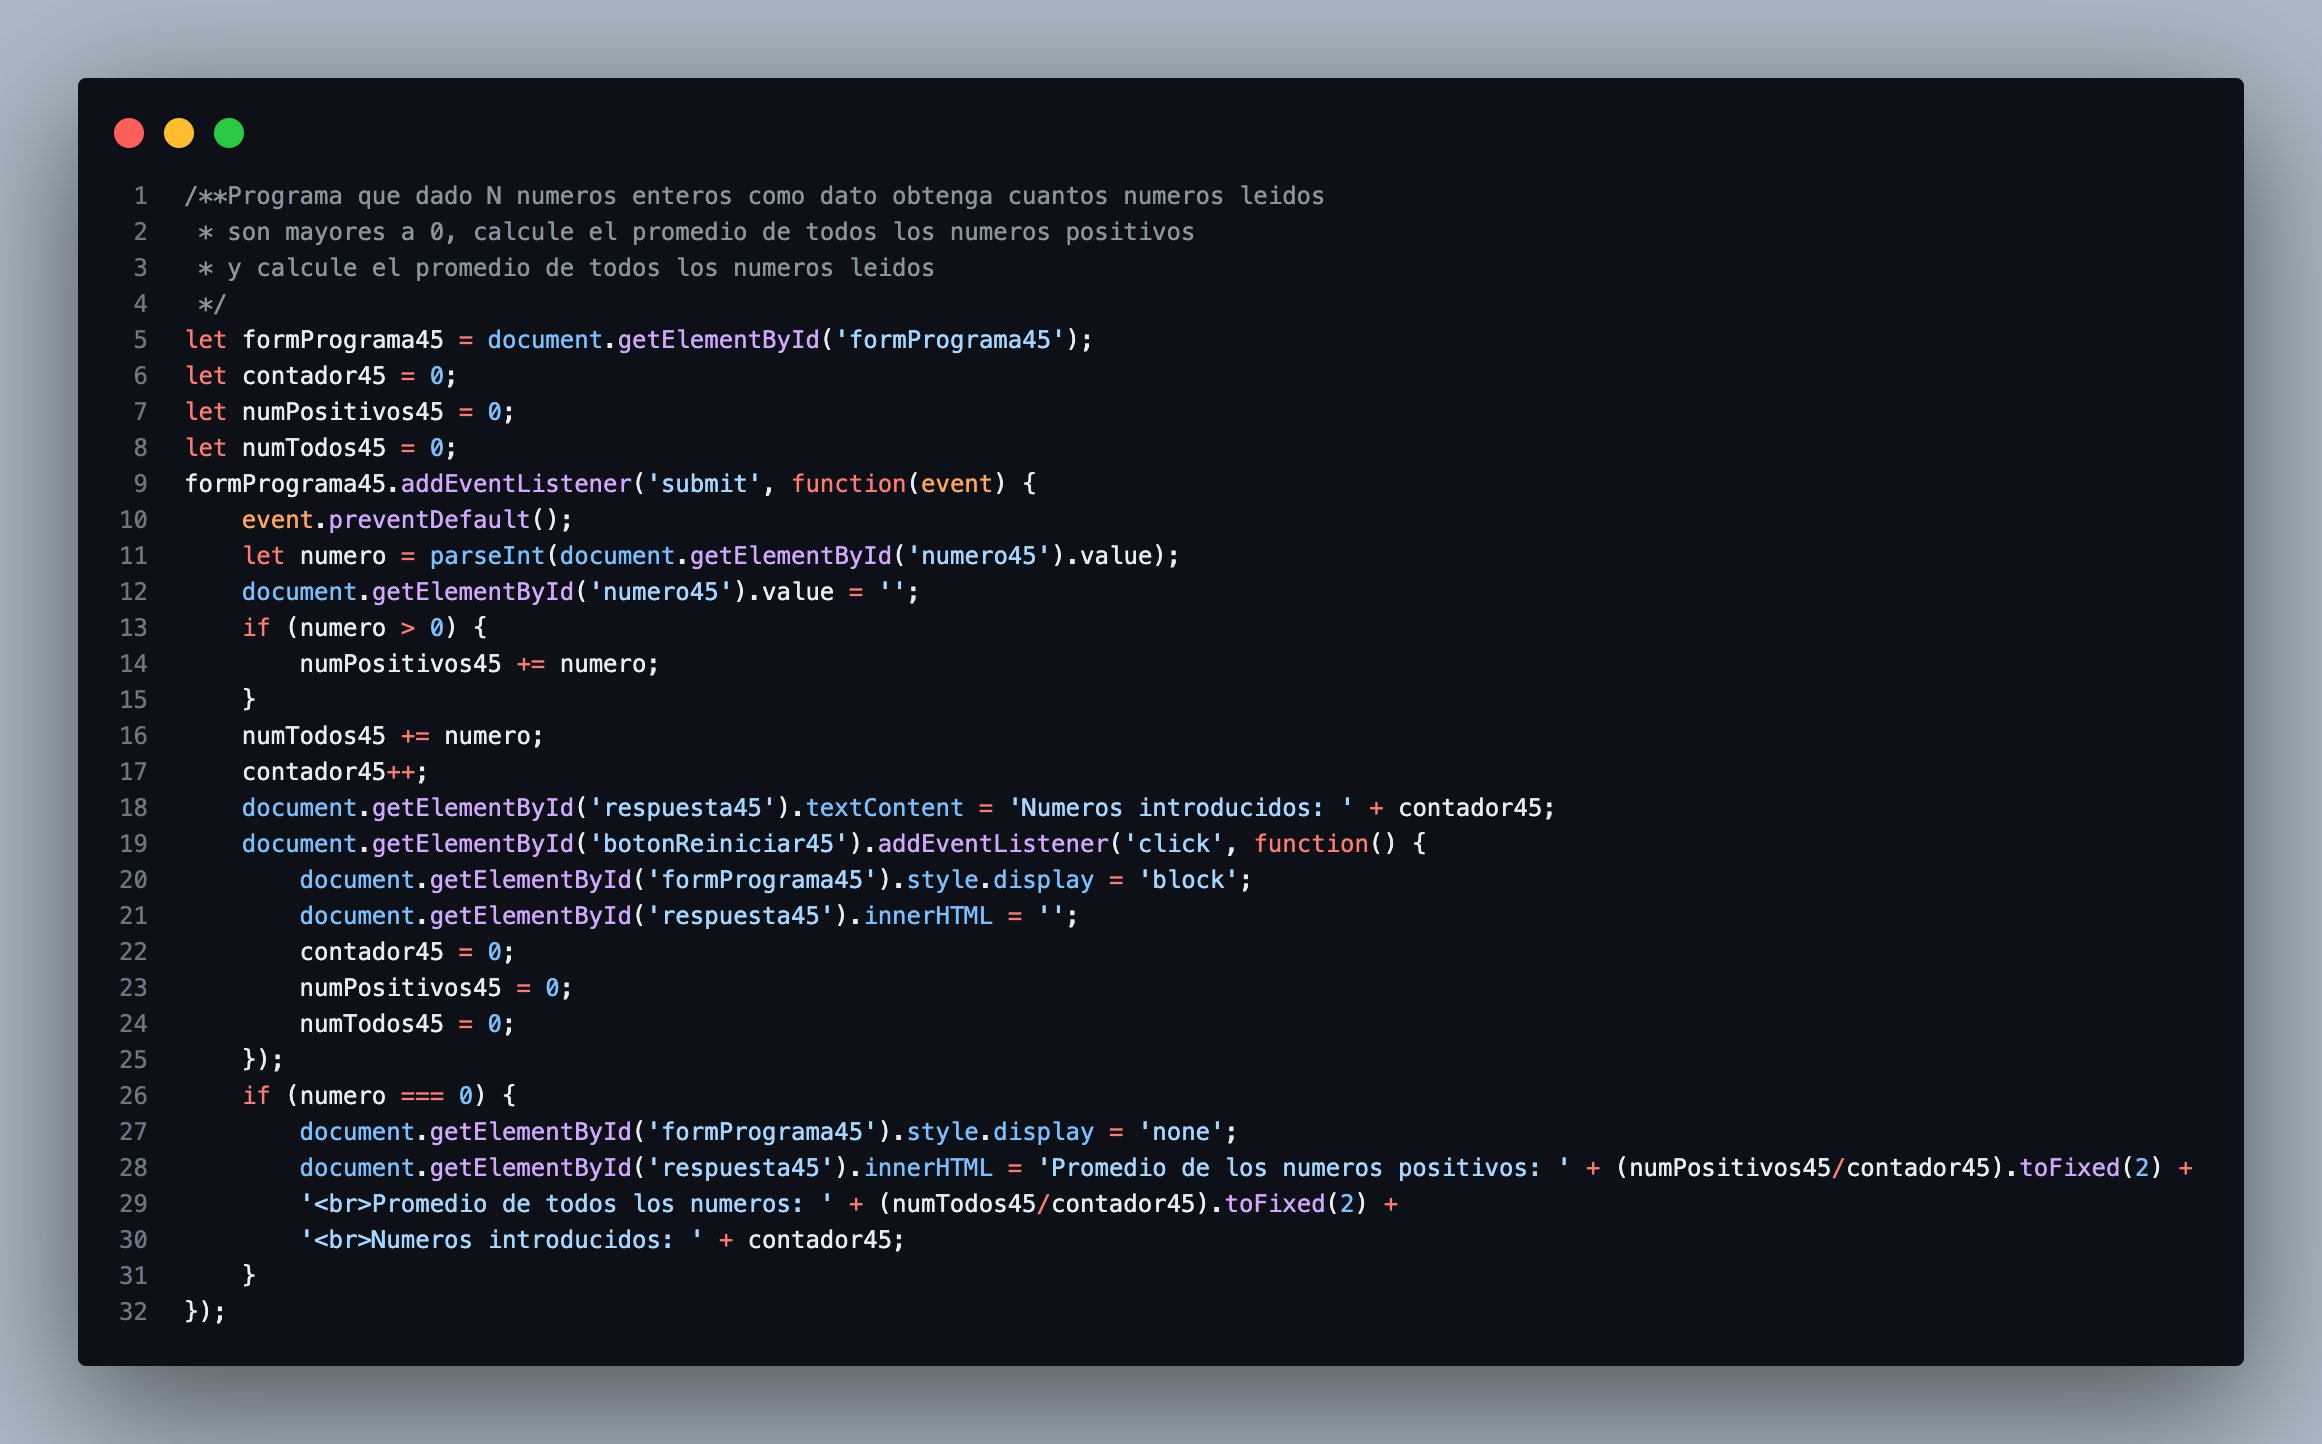 1 /**Programa que dado N numeros enteros como dato obtenga cuantos numeros leidos
2  * son mayores a 0, calcule el promedio de todos los numeros positivos
3  * y calcule el promedio de todos los numeros leidos
4  */
5 let formPrograma45 = document.getElementById('formPrograma45');
6 let contador45 = 0;
7 let numPositivos45 = 0;
8 let numTodos45 = 0;
9 formPrograma45.addEventListener('submit', function(event) {
10     event.preventDefault();
11     let numero = parseInt(document.getElementById('numero45').value);
12     document.getElementById('numero45').value = '';
13     if (numero > 0) {
14         numPositivos45 += numero;
15     }
16     numTodos45 += numero;
17     contador45++;
18     document.getElementById('respuesta45').textContent = 'Numeros introducidos: ' + contador45;
19     document.getElementById('botonReiniciar45').addEventListener('click', function() {
20         document.getElementById('formPrograma45').style.display = 'block';
21         document.getElementById('respuesta45').innerHTML = '';
22         contador45 = 0;
23         numPositivos45 = 0;
24         numTodos45 = 0;
25     });
26     if (numero === 0) {
27         document.getElementById('formPrograma45').style.display = 'none';
28         document.getElementById('respuesta45').innerHTML = 'Promedio de los numeros positivos: ' + (numPositivos45/contador45).toFixed(2) +
29         '<br>Promedio de todos los numeros: ' + (numTodos45/contador45).toFixed(2) +
30         '<br>Numeros introducidos: ' + contador45;
31     }
32 });